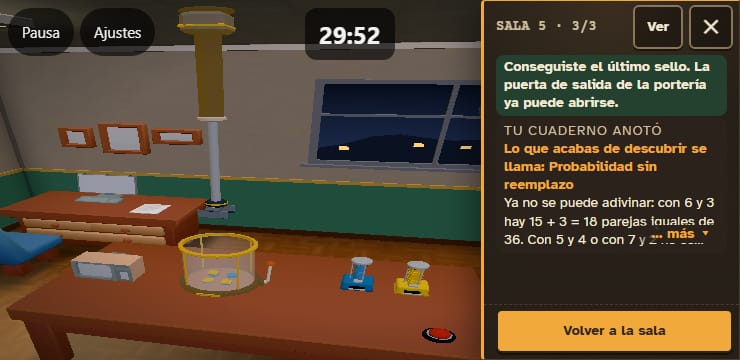 Pausa
Ajustes
29:52
SALA 5 · 3/3
Ver
Conseguiste el último sello. La
puerta de salida de la portería
ya puede abrirse.
TU CUADERNO ANOTÓ
Lo que acabas de descubrir se
llama: Probabilidad sin
reemplazo
Ya no se puede adivinar: con 6 y 3
hay 15 + 3 = 18 parejas iguales de
36. Con 5 y 4 o con 7 y
... más
Volver a la sala